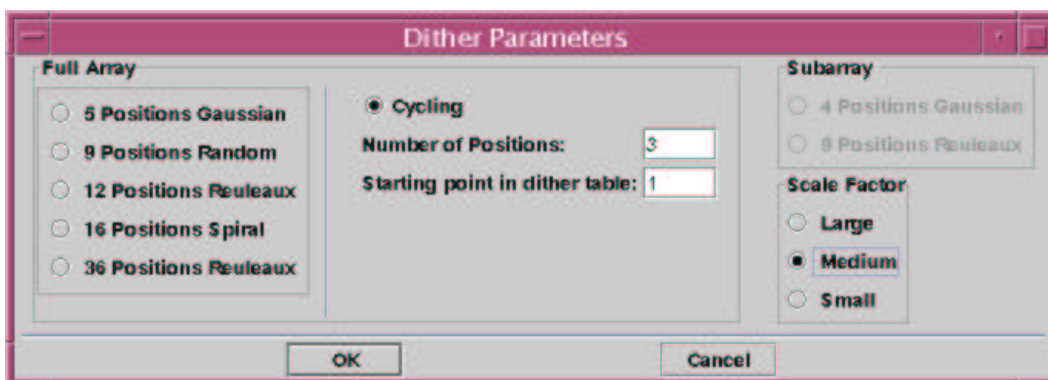 Dither Parameters
Full Array
5 Positions Gaussian
9 Positions Random
12 Positions Reuleaux
16 Positions Spiral
36 Positions Reuleaux
Cycling
Number of Positions: 3
Starting point in dither table: 1
Subarray
4 Positions Gaussian
9 Positions Reuleaux
Scale Factor
Large
Medium
Small
OK
Cancel